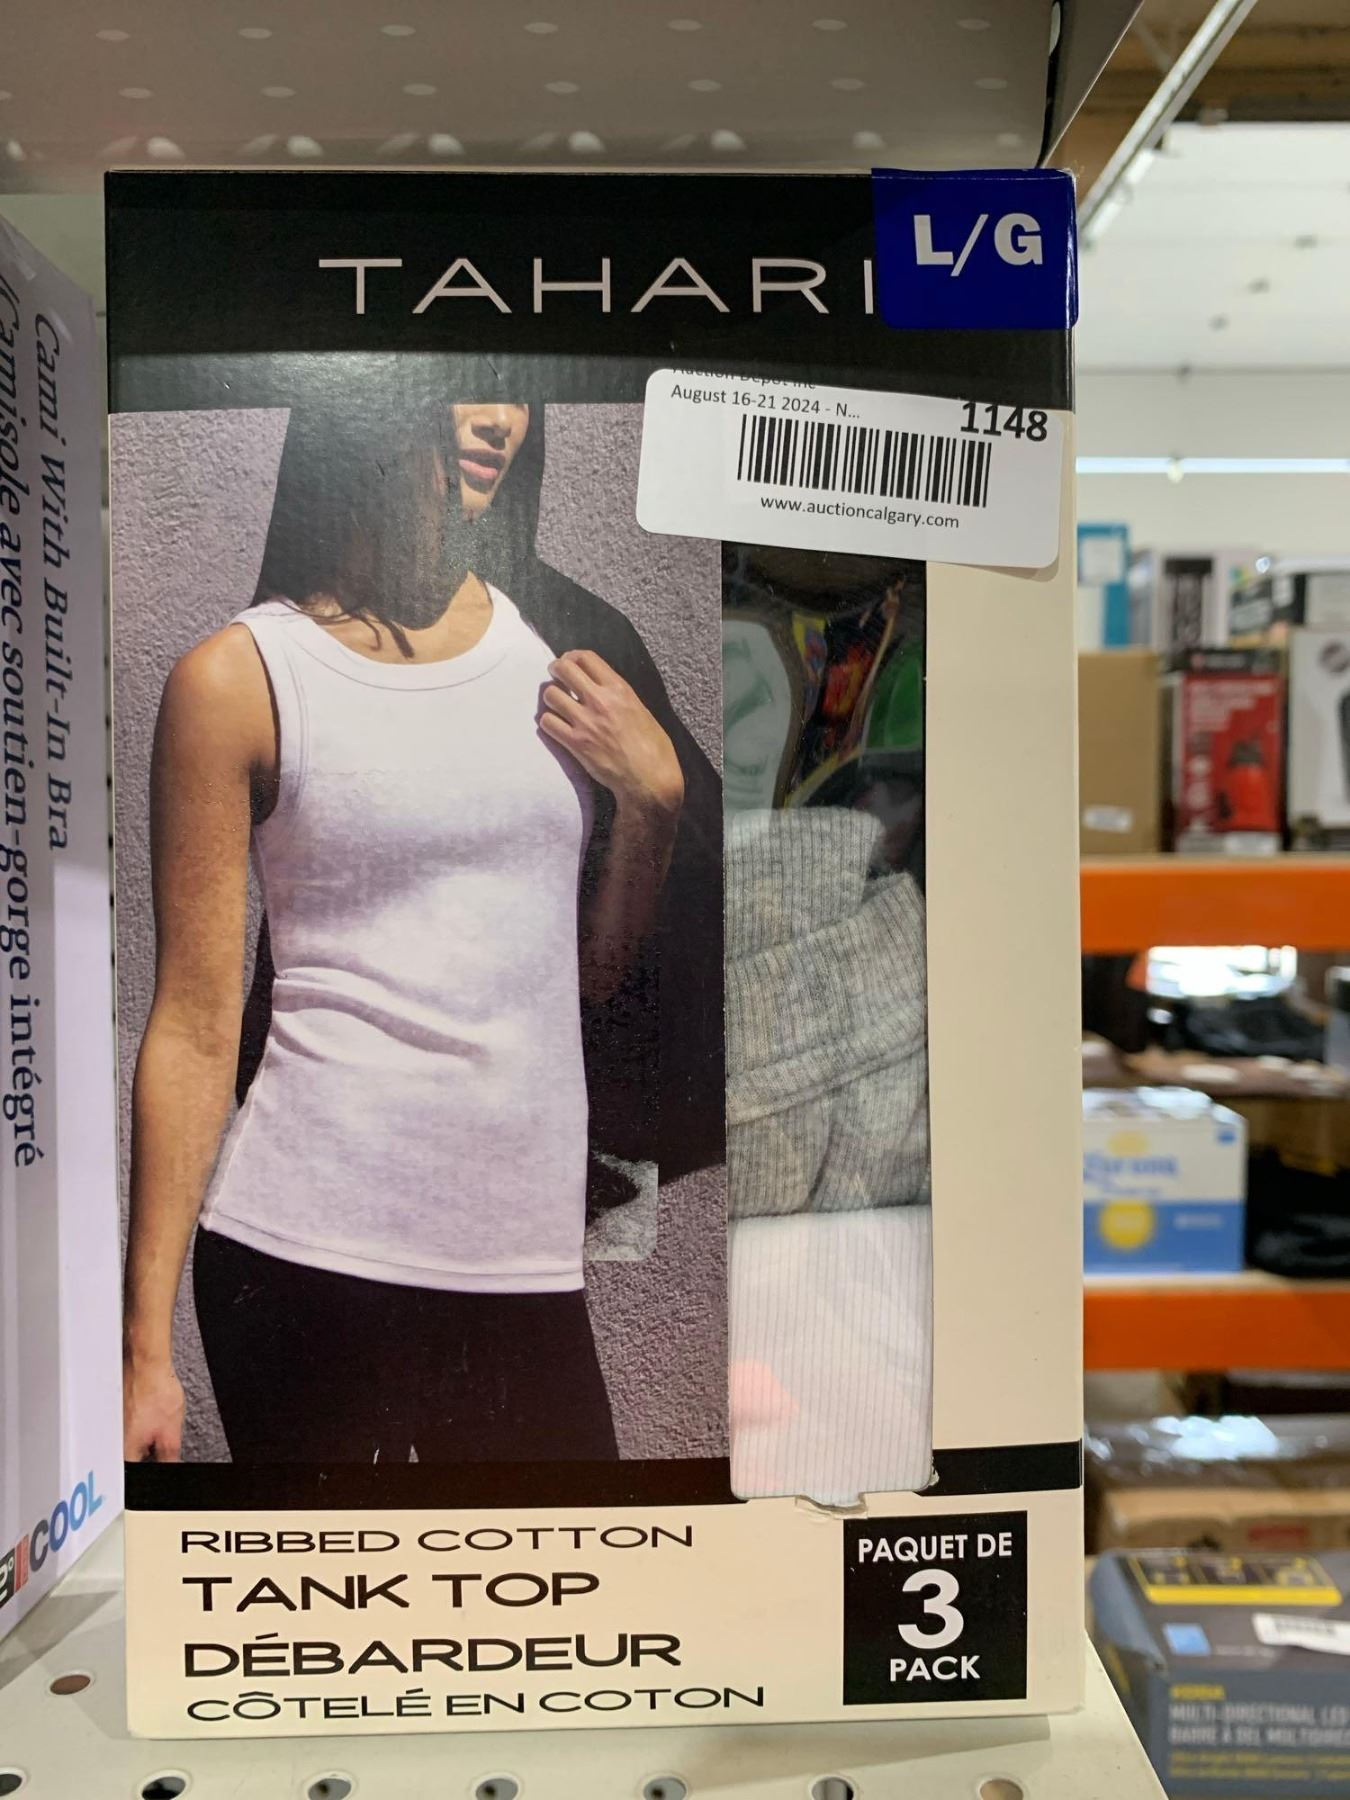 TAHARI
L/G
August 16-21 2024 - N...
1148
www.auctioncalgary.com
Cami With Built-In Bra
/Camisole avec soutien-gorge intégré
COOL
RIBBED COTTON
TANK TOP
DÉBARDEUR
CÔTELÉ EN COTON
PAQUET DE
3
PACK